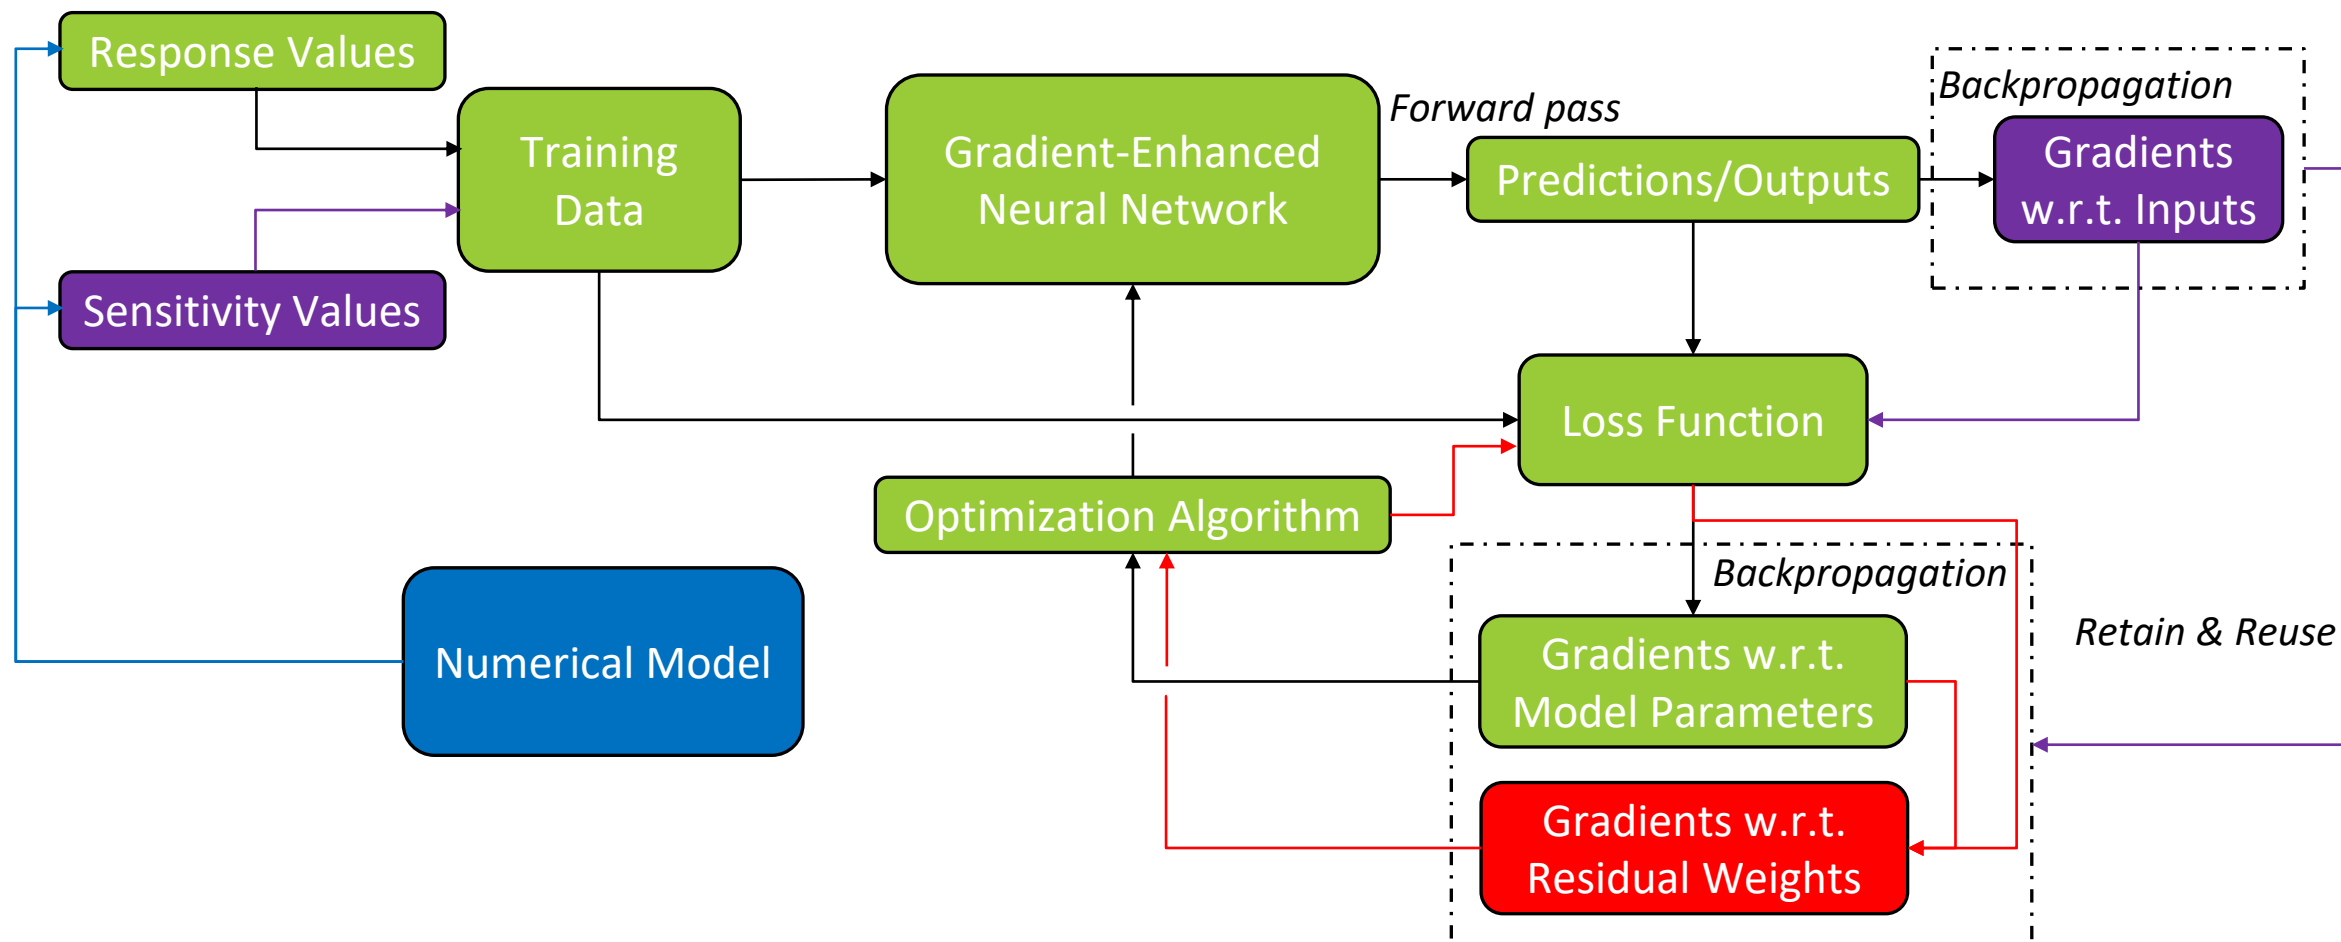 Response Values
Training
Data
Sensitivity Values
Gradient-Enhanced
Neural Network
Forward pass
Predictions/Outputs
Backpropagation
Gradients
w.r.t. Inputs
Loss Function
Optimization Algorithm
Numerical Model
Backpropagation
Gradients w.r.t.
Model Parameters
Gradients w.r.t.
Residual Weights
Retain & Reuse